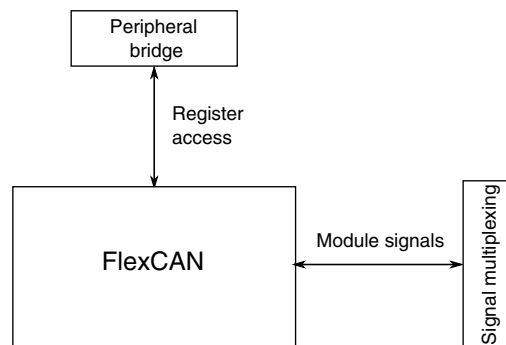 Peripheral
bridge
Register
access
FlexCAN
Module signals
Signal multiplexing